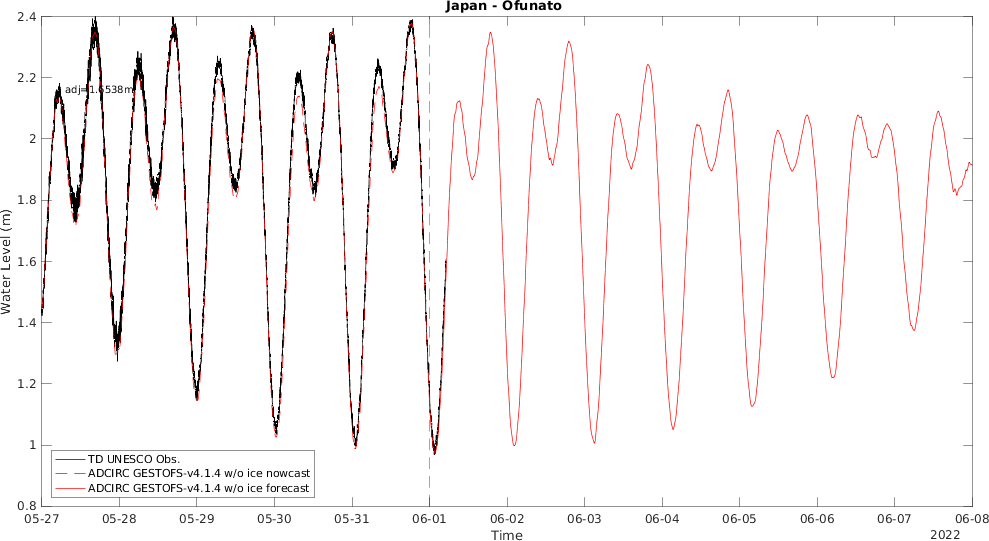 Japan - Ofunato
2.4
2.2
2
1.8
1.6
1.4
1.2
1
0.8
Water Level (m)
adj=1.6538m
TD UNESCO Obs.
ADCIRC GESTOFS-v4.1.4 w/o ice nowcast
ADCIRC GESTOFS-v4.1.4 w/o ice forecast
05-27 05-28 05-29 05-30 05-31 06-01 06-02 06-03 06-04 06-05 06-06 06-07 06-08
Time
2022